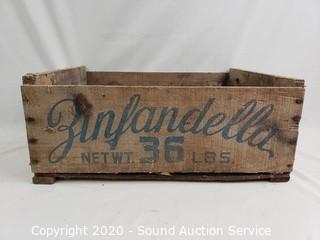 Zinfandella
NET WT. 36 LBS.
Copyright 2020 - Sound Auction Service